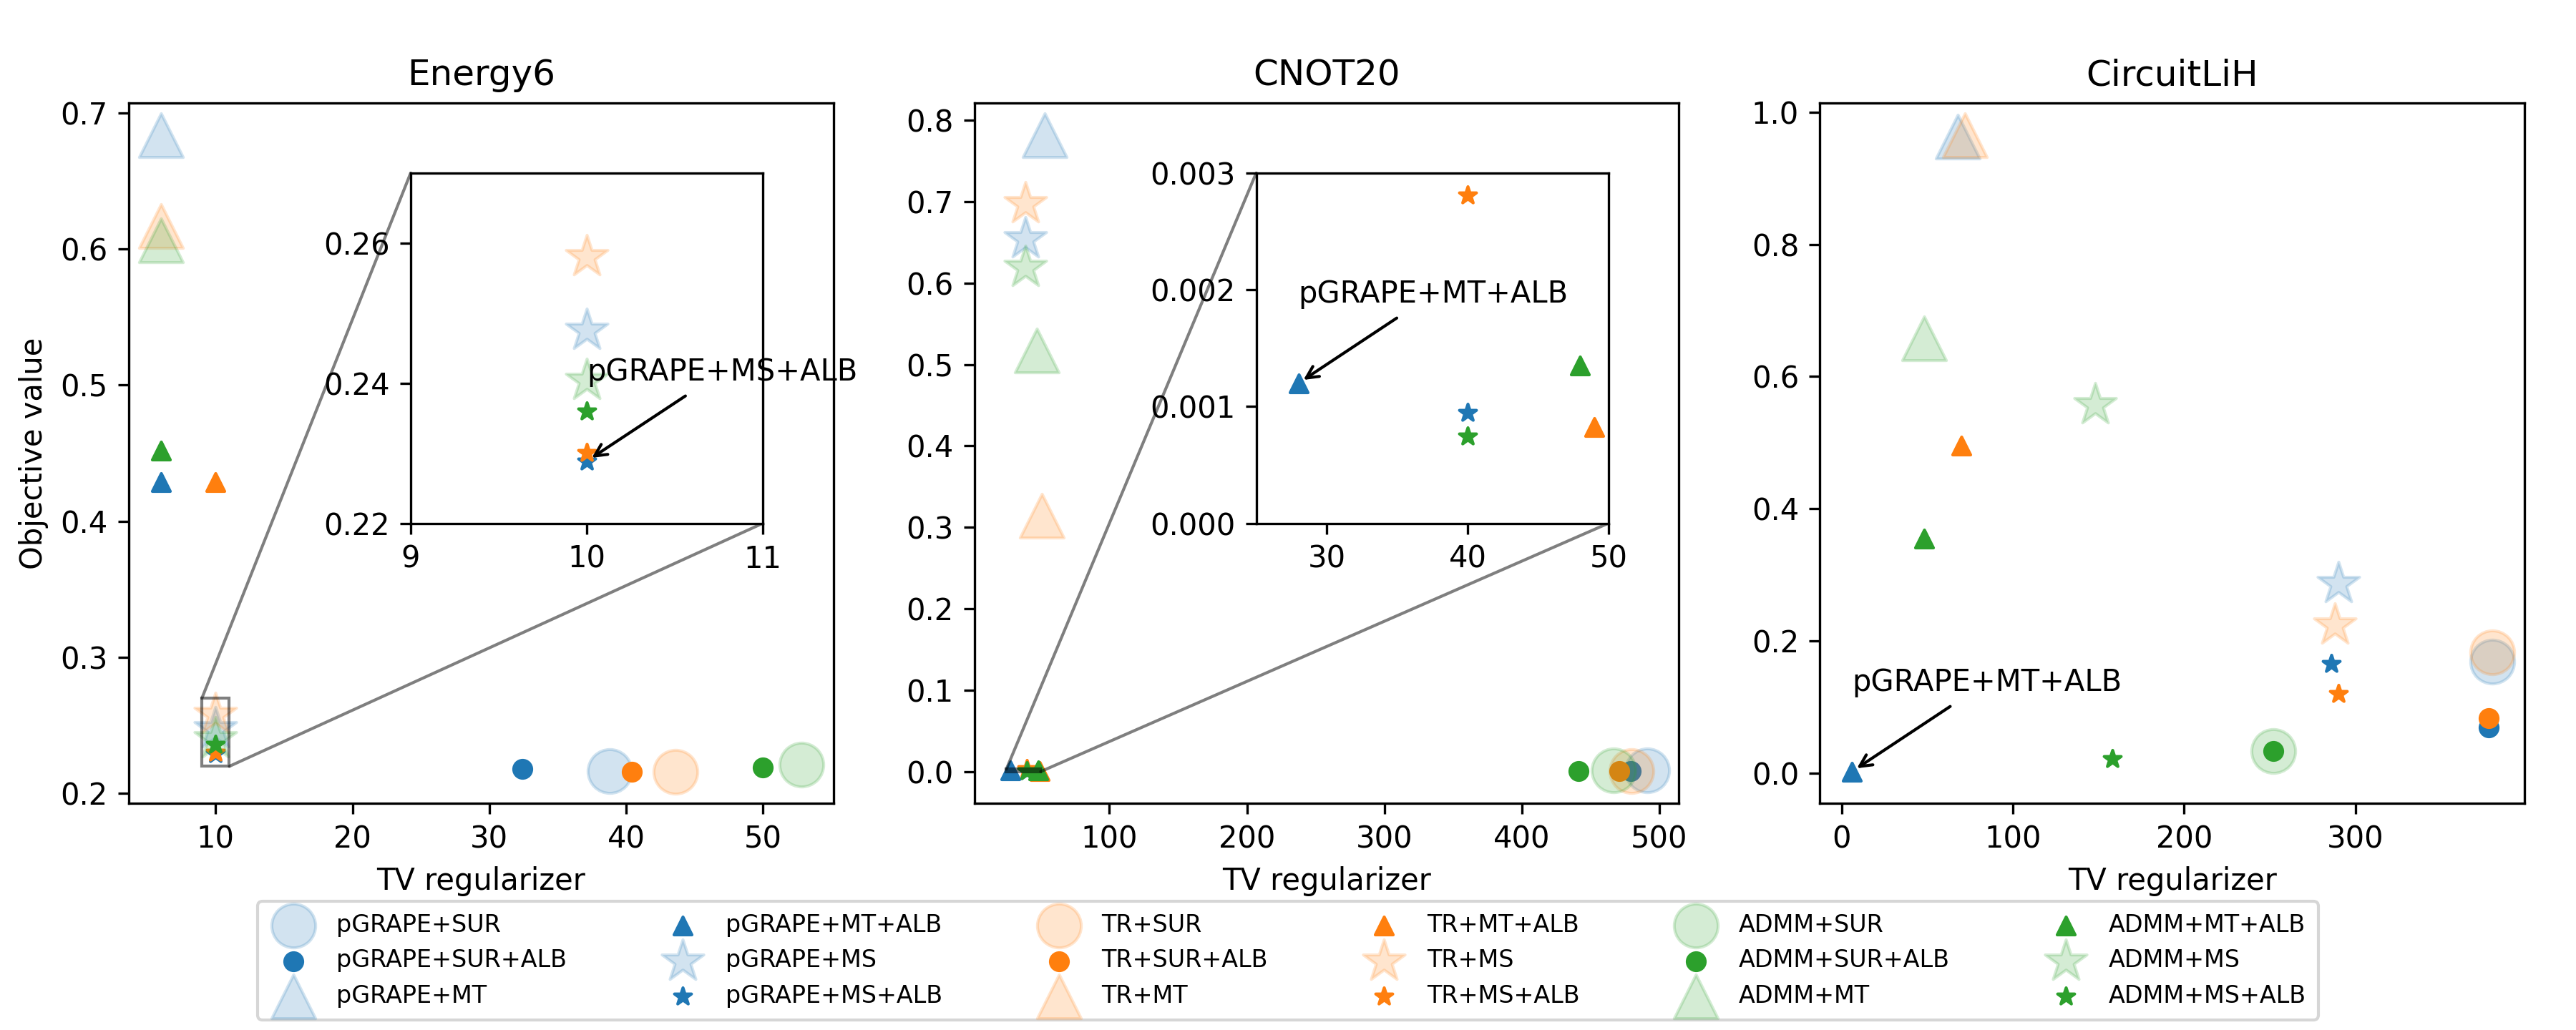 Energy6
CNOT20
CircuitLiH
Objective value
0.7
0.6
0.5
0.4
0.3
0.2
10
20
30
40
50
TV regularizer
0.26
0.24
0.22
9
10
11
pGRAPE+MS+ALB
0.8
0.7
0.6
0.5
0.4
0.3
0.2
0.1
0.0
100
200
300
400
500
TV regularizer
0.003
0.002
0.001
0.000
30
40
50
pGRAPE+MT+ALB
1.0
0.8
0.6
0.4
0.2
0.0
0
100
200
300
TV regularizer
pGRAPE+MT+ALB
pGRAPE+SUR
pGRAPE+SUR+ALB
pGRAPE+MT
pGRAPE+MT+ALB
pGRAPE+MS
pGRAPE+MS+ALB
TR+SUR
TR+SUR+ALB
TR+MT
TR+MT+ALB
TR+MS
TR+MS+ALB
ADMM+SUR
ADMM+SUR+ALB
ADMM+MT
ADMM+MT+ALB
ADMM+MS
ADMM+MS+ALB